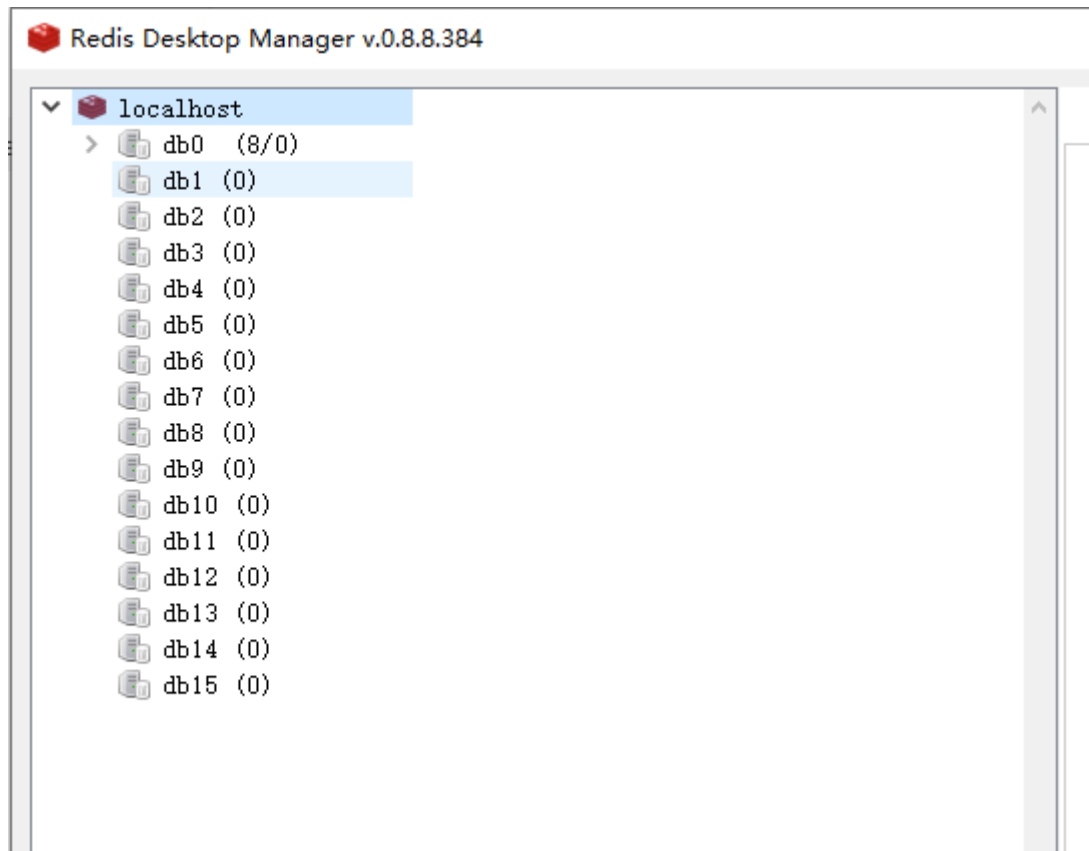 Redis Desktop Manager v.0.8.8.384
localhost
db0 (8/0)
db1 (0)
db2 (0)
db3 (0)
db4 (0)
db5 (0)
db6 (0)
db7 (0)
db8 (0)
db9 (0)
db10 (0)
db11 (0)
db12 (0)
db13 (0)
db14 (0)
db15 (0)